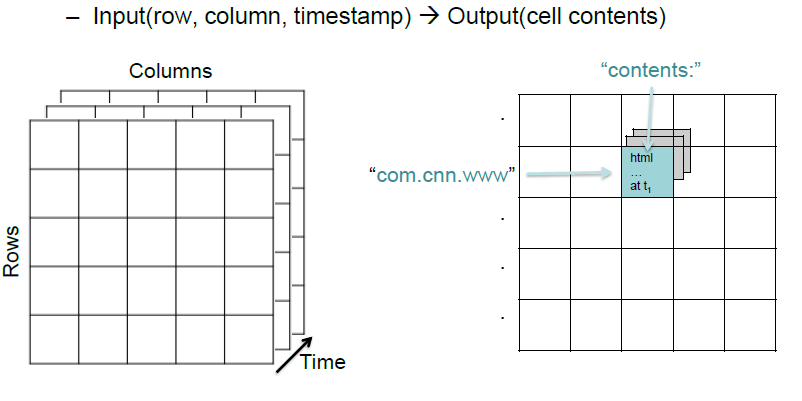 – Input(row, column, timestamp) → Output(cell contents)
Columns
Rows
Time
“contents:”
“com.cnn.www”
html
...
at t₁